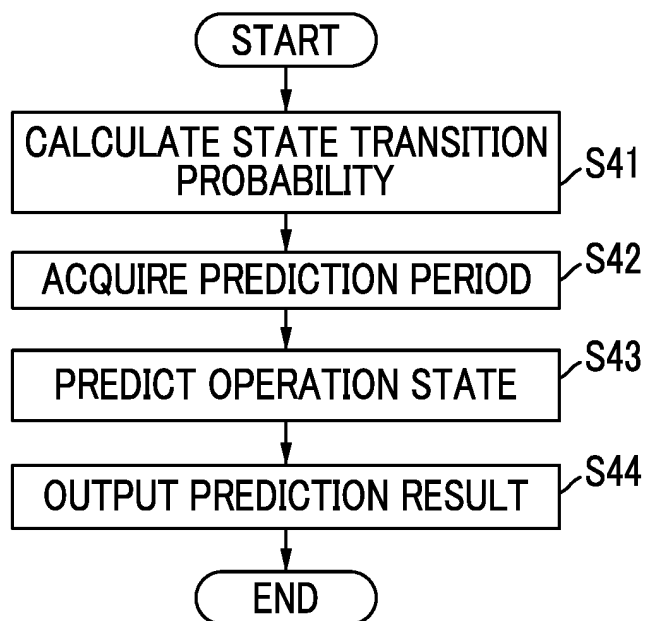 START
CALCULATE STATE TRANSITION
PROBABILITY
S41
ACQUIRE PREDICTION PERIOD
S42
PREDICT OPERATION STATE
S43
OUTPUT PREDICTION RESULT
S44
END